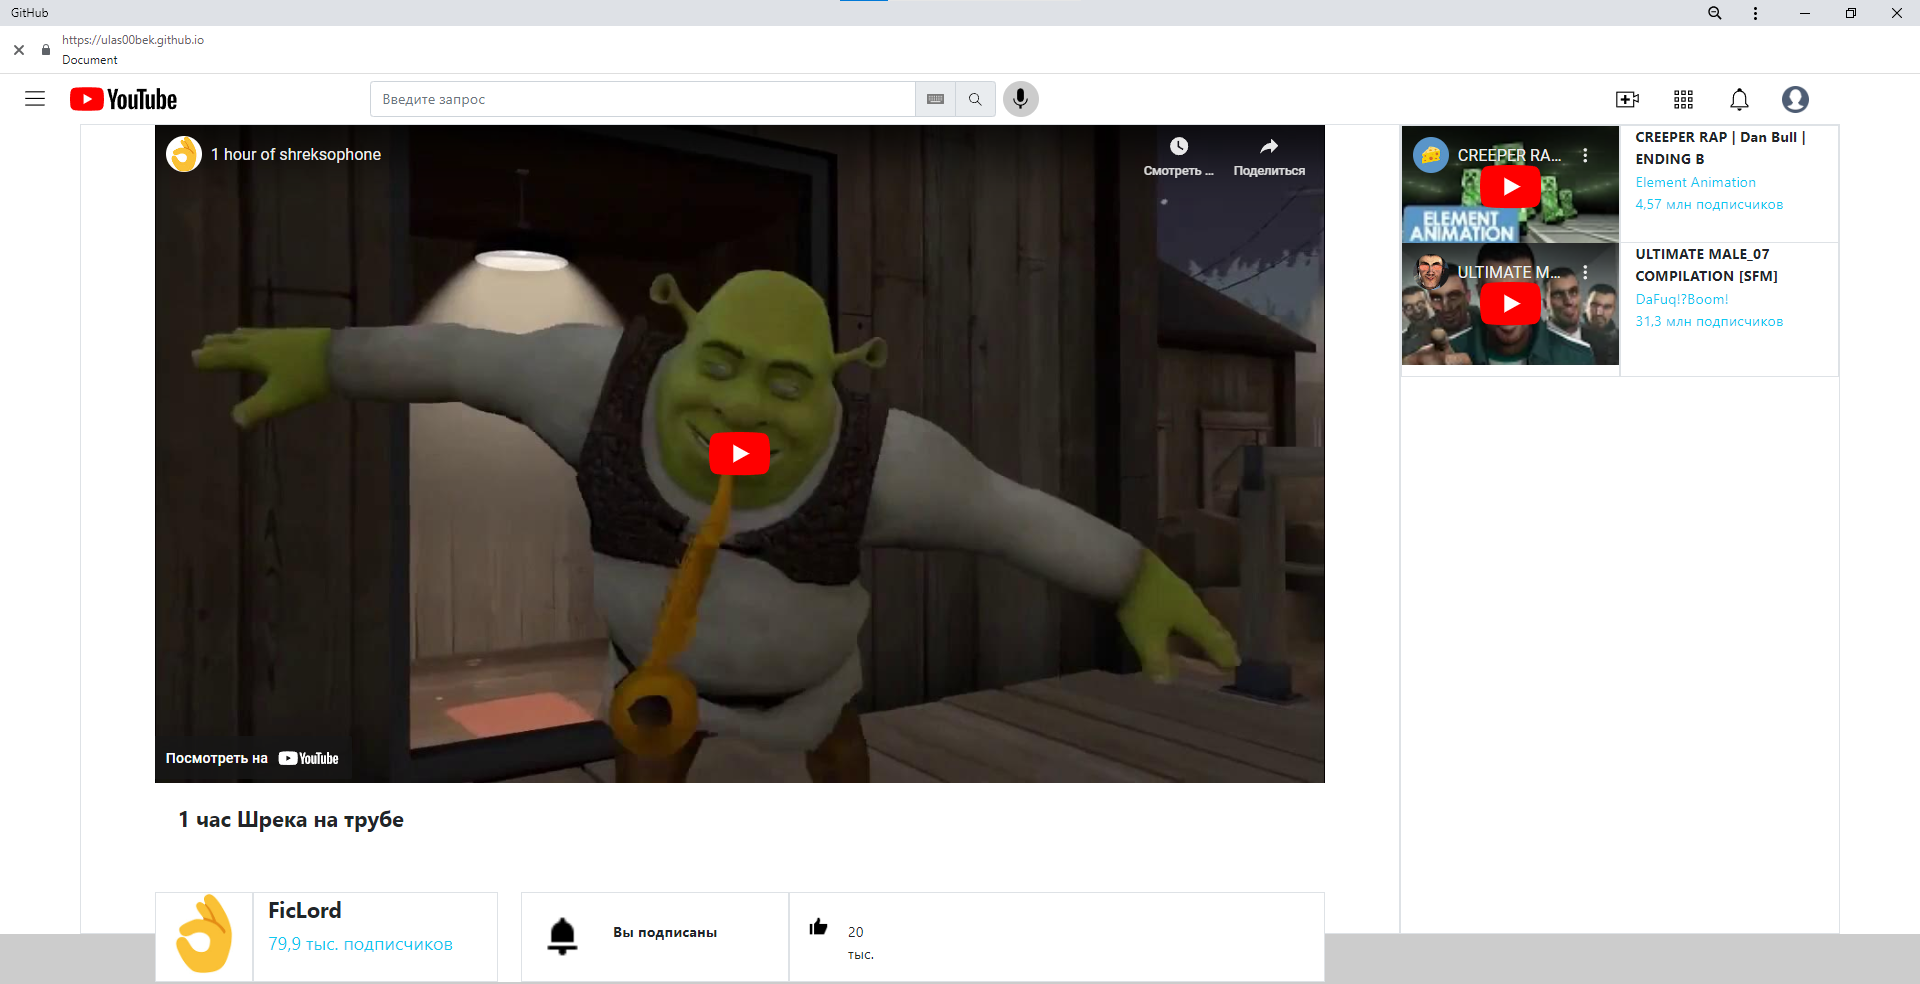 GitHub
https://ulas00bek.github.io
Document
YouTube
Введите запрос
1 hour of shreksophone
Смотреть ...
Поделиться
Посмотреть на YouTube
1 час Шрека на трубе
FicLord
79,9 тыс. подписчиков
Вы подписаны
20
тыс.
CREEPER RA...
ELEMENT
ANIMATION
CREEPER RAP | Dan Bull |
ENDING B
Element Animation
4,57 млн подписчиков
ULTIMATE M...
ULTIMATE MALE_07
COMPILATION [SFM]
DaFuq!?Boom!
31,3 млн подписчиков